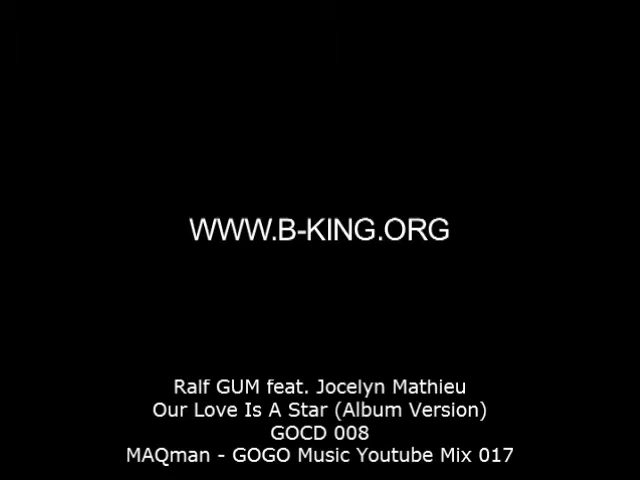 WWW.B-KING.ORG
Ralf GUM feat. Jocelyn Mathieu
Our Love Is A Star (Album Version)
GOCD 008
MAQman - GOGO Music Youtube Mix 017